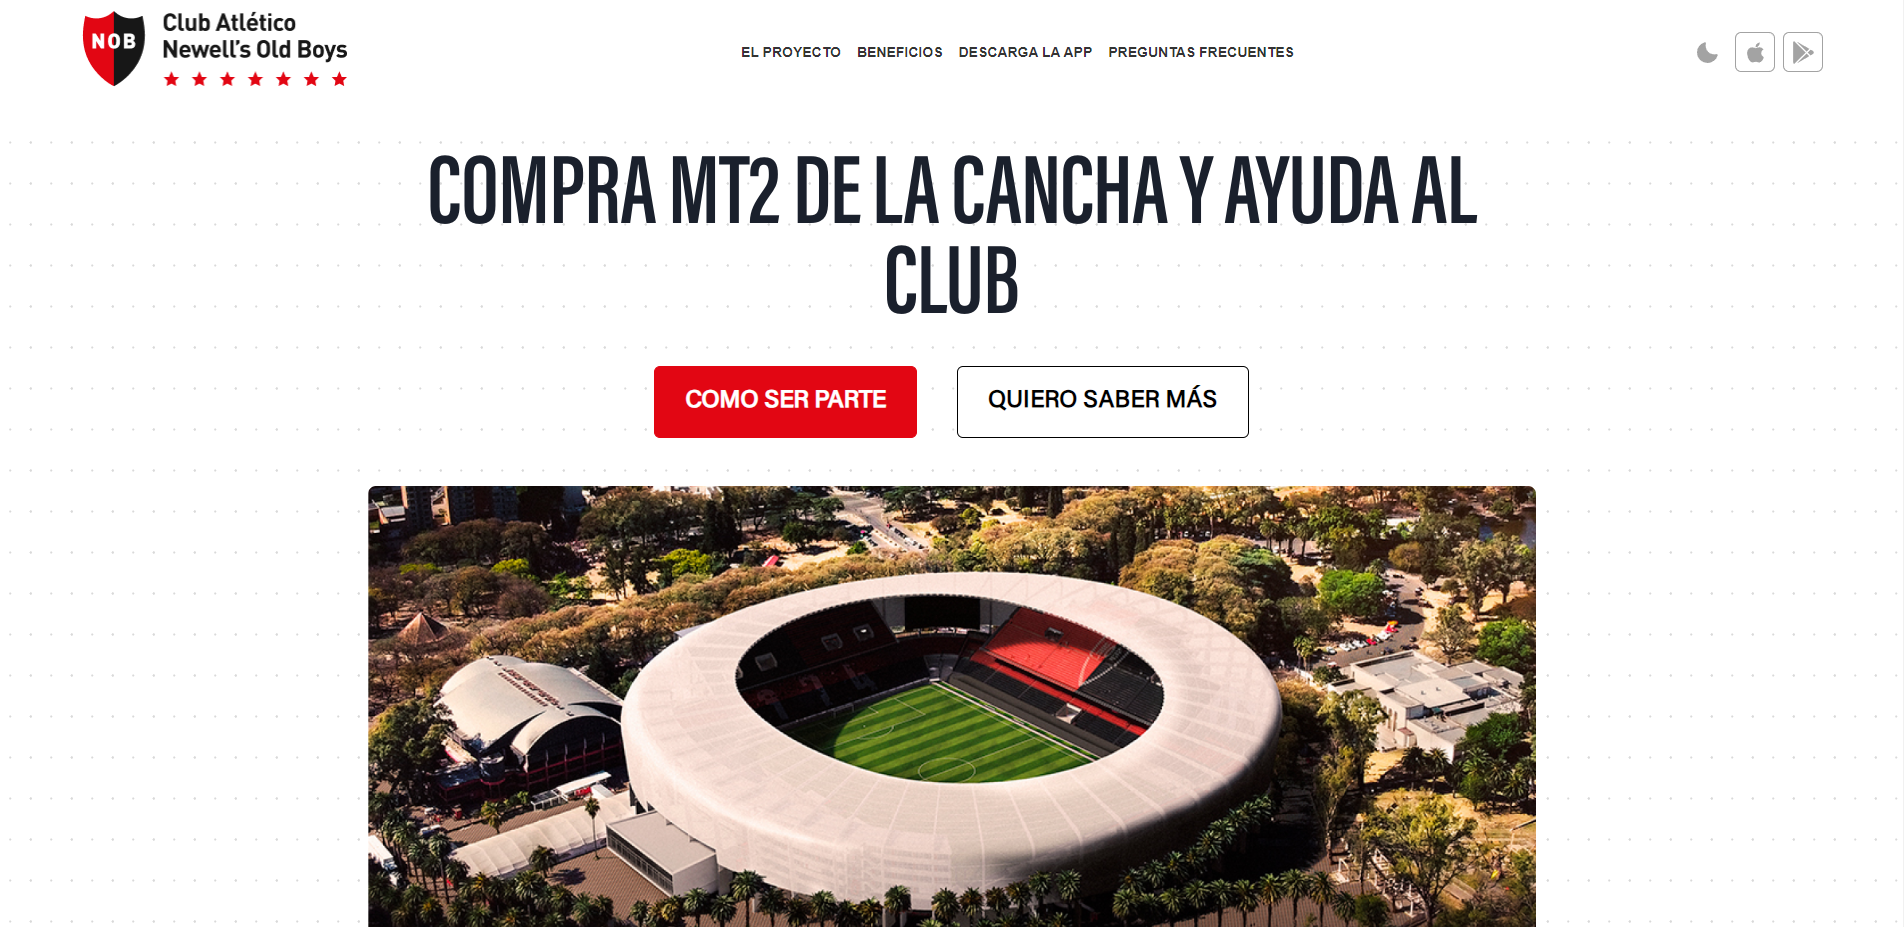 NOB
Club Atlético
Newell's Old Boys
EL PROYECTO BENEFICIOS DESCARGA LA APP PREGUNTAS FRECUENTES
COMPRA MT2 DE LA CANCHA Y AYUDA AL
CLUB
COMO SER PARTE QUIERO SABER MÁS